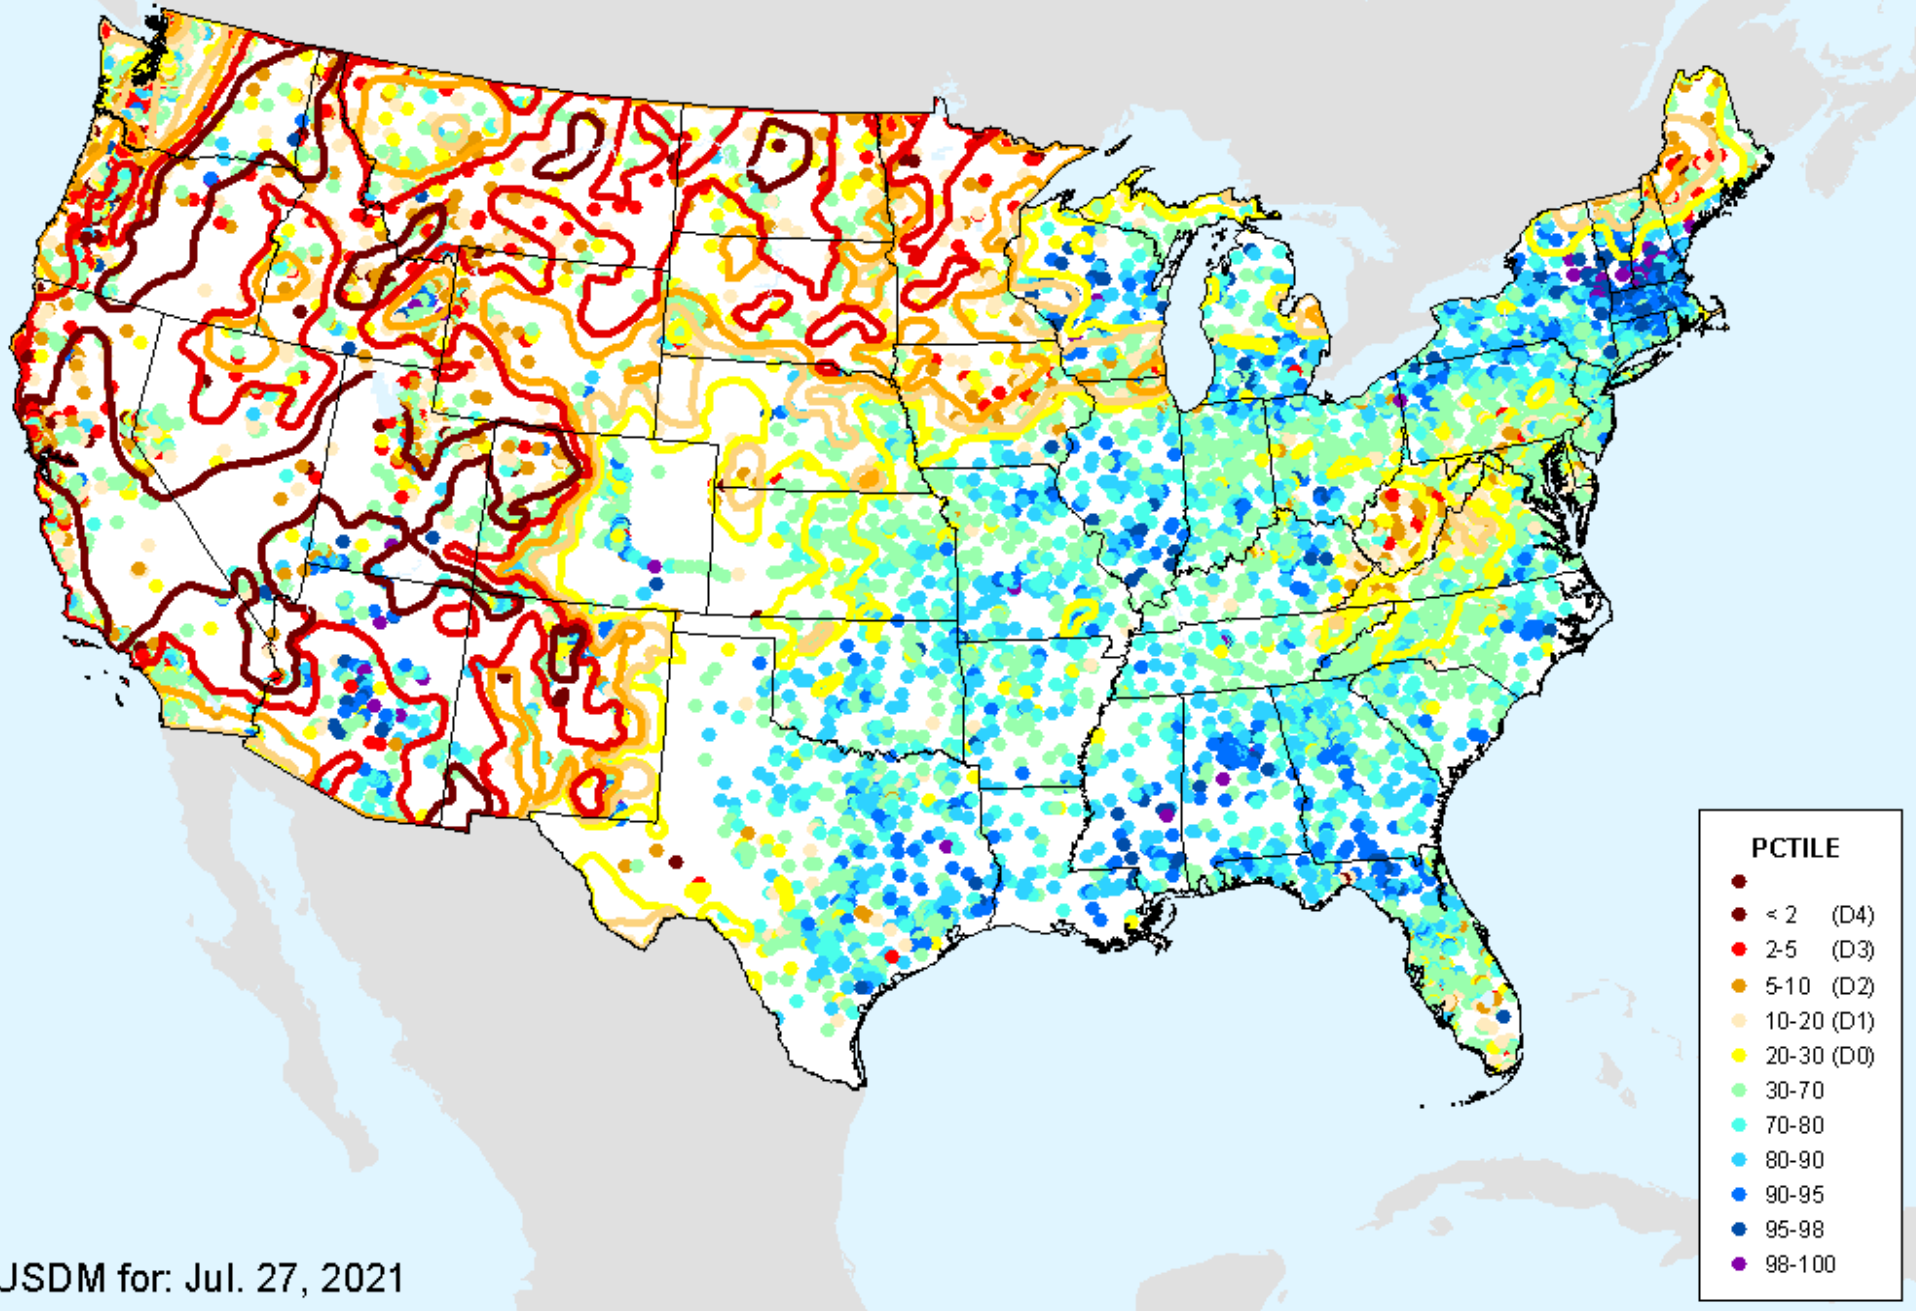 PCTILE
< 2 (D4)
2-5 (D3)
5-10 (D2)
10-20 (D1)
20-30 (D0)
30-70
70-80
80-90
90-95
95-98
98-100
USDM for: Jul. 27, 2021